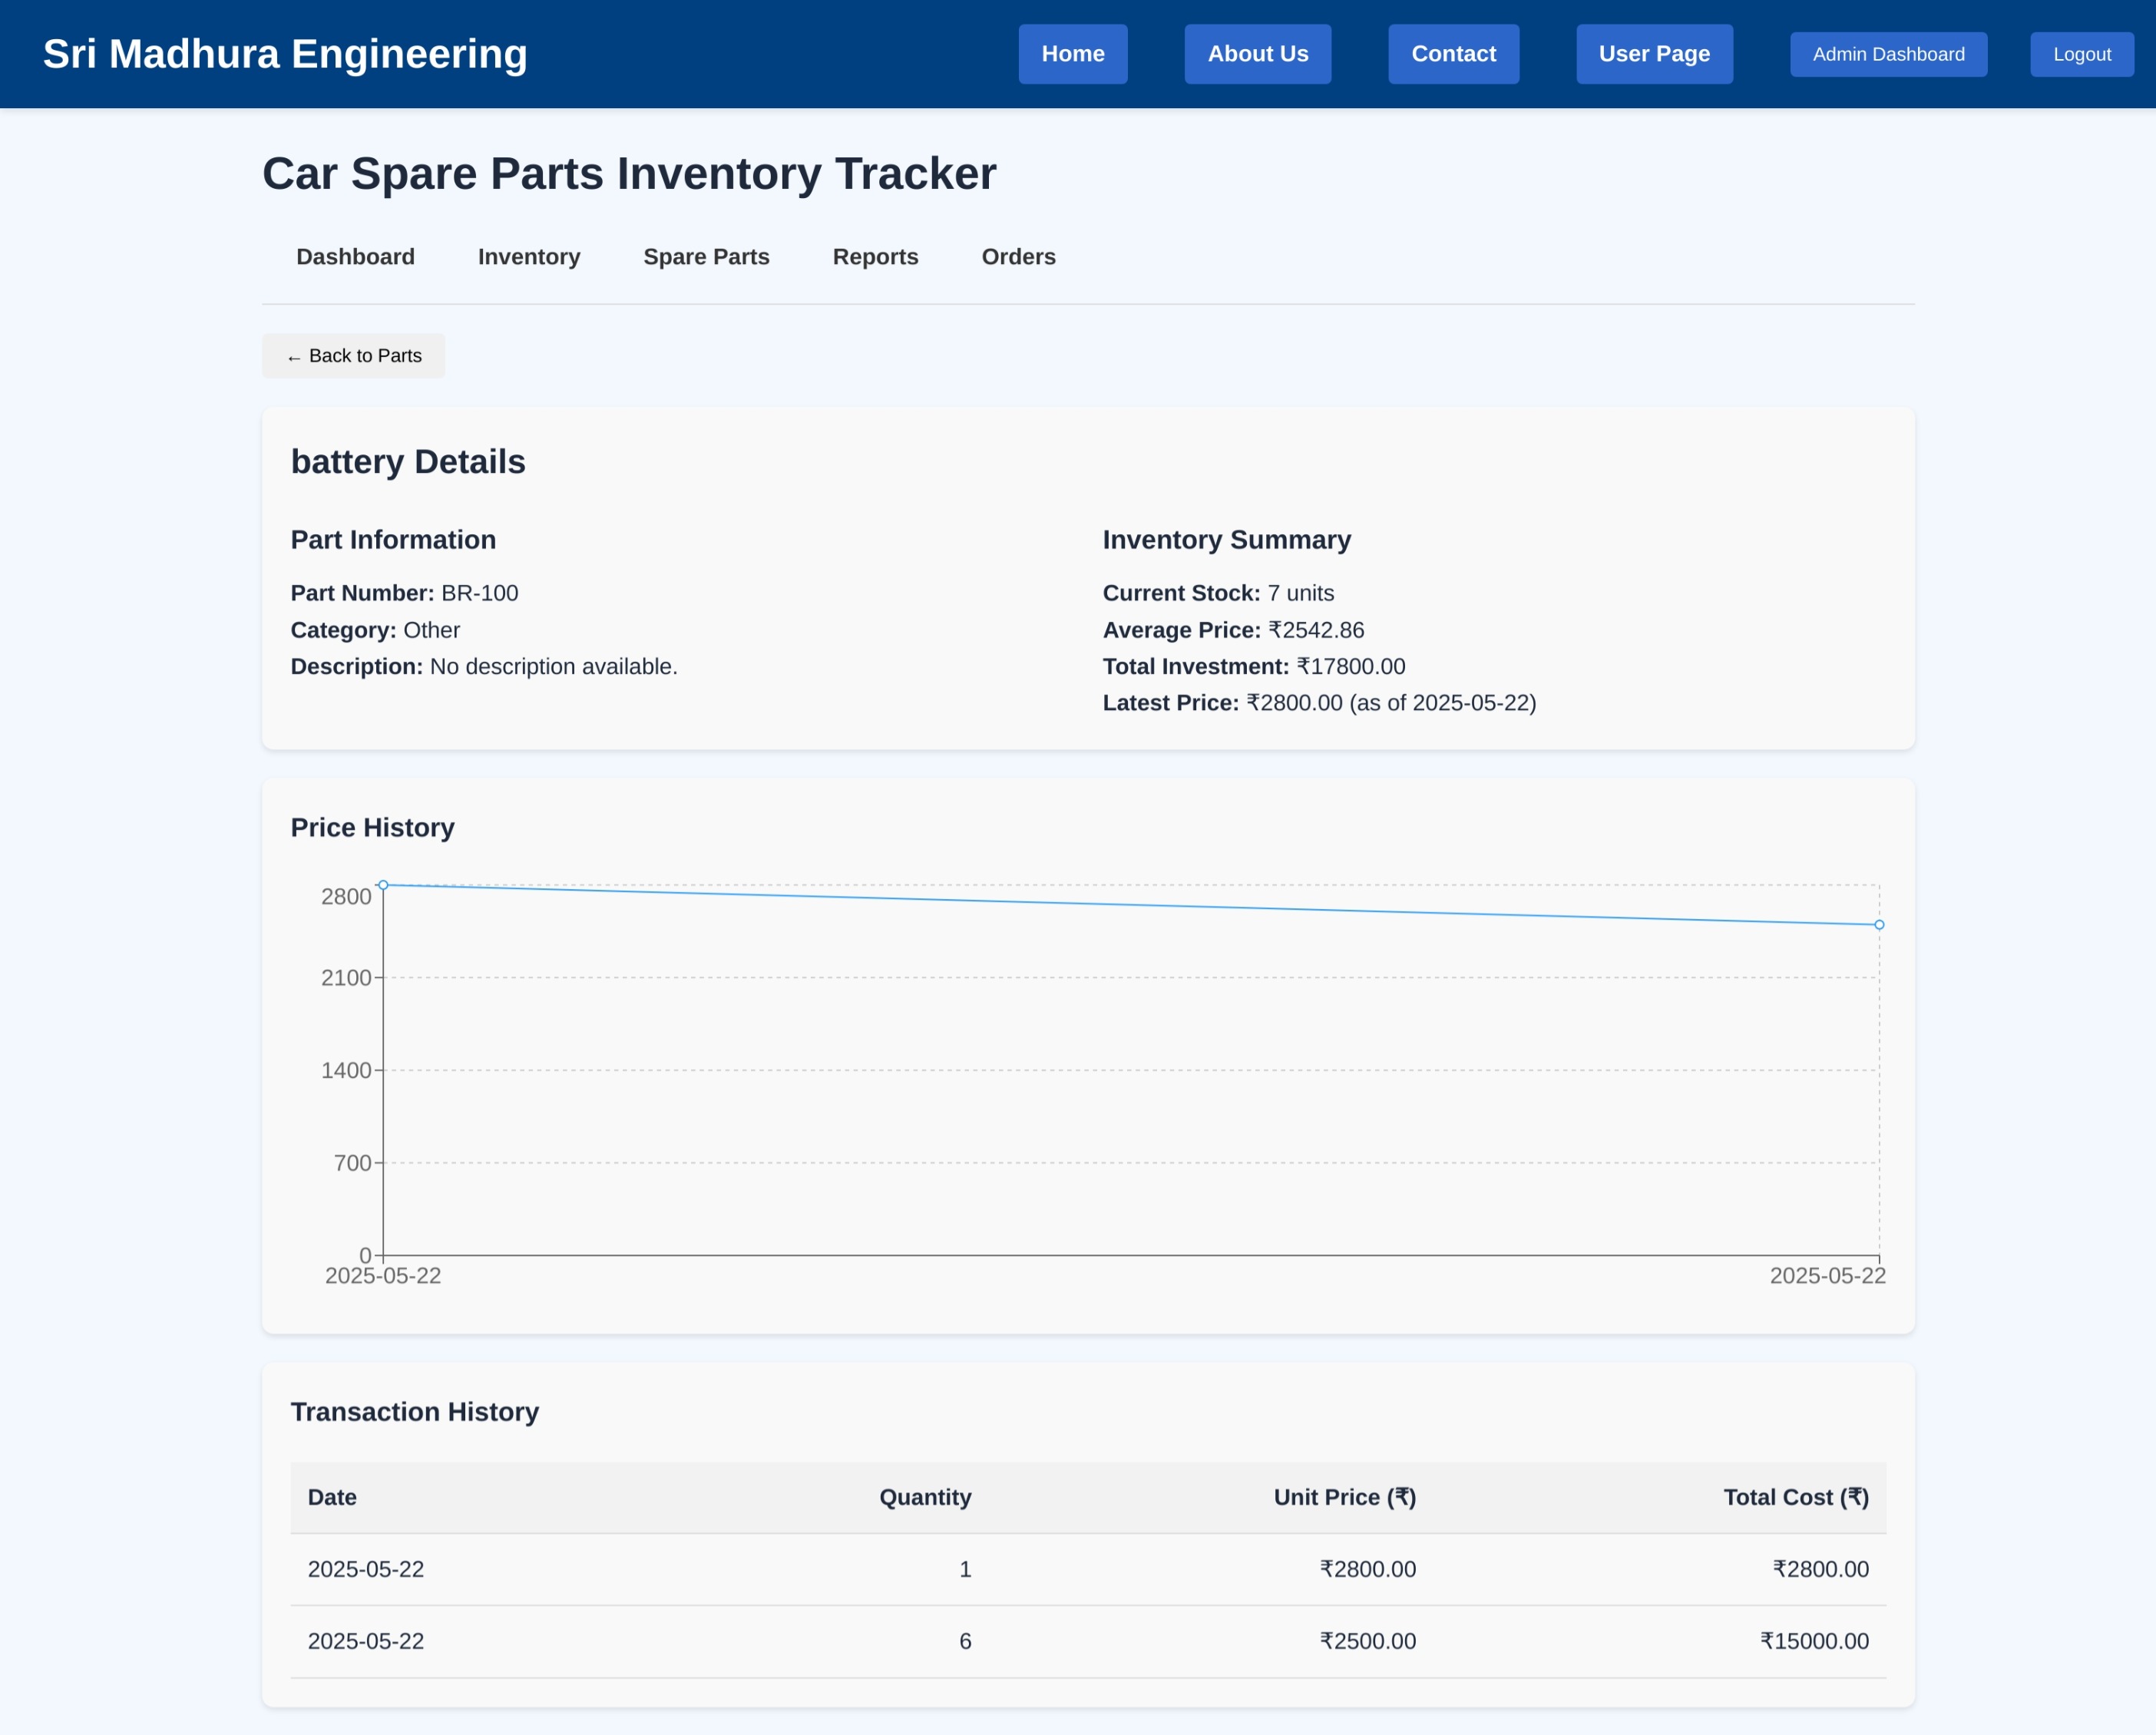 Sri Madhura Engineering
Home About Us Contact User Page Admin Dashboard Logout
Car Spare Parts Inventory Tracker
Dashboard Inventory Spare Parts Reports Orders
← Back to Parts
battery Details
Part Information
Part Number: BR-100
Category: Other
Description: No description available.
Inventory Summary
Current Stock: 7 units
Average Price: ₹2542.86
Total Investment: ₹17800.00
Latest Price: ₹2800.00 (as of 2025-05-22)
Price History
2800
2100
1400
700
0
2025-05-22 2025-05-22
Transaction History
Date Quantity Unit Price (₹) Total Cost (₹)
2025-05-22 1 ₹2800.00 ₹2800.00
2025-05-22 6 ₹2500.00 ₹15000.00